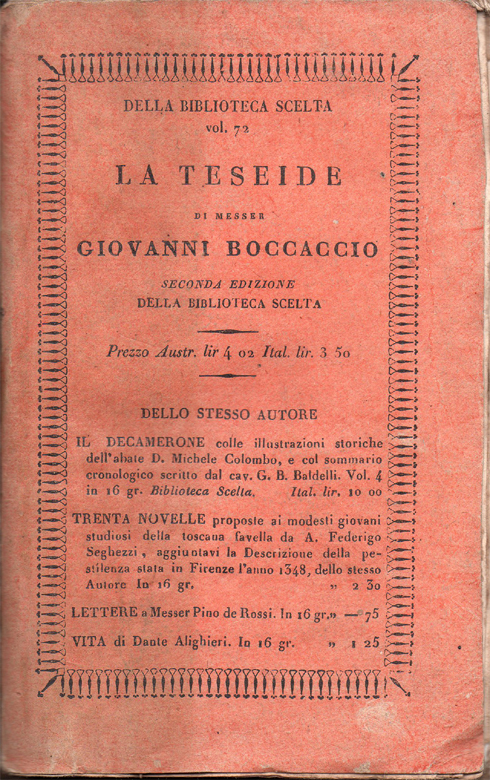 DELLA BIBLIOTECA SCELTA
vol. 72
LA TESEIDE
DI MESSER
GIOVANNI BOCCACCIO
SECONDA EDIZIONE
DELLA BIBLIOTECA SCELTA
Prezzo Austr. lir 4 02 Ital. lir. 3 50
DELLO STESSO AUTORE
IL DECAMERONE colle illustrazioni storiche
dell'abate D. Michele Colombo, e col sommario
cronologico scritto dal cav. G. B. Baldelli. Vol. 4
in 16 gr. Biblioteca Scelta. Ital. lir. 10 00
TRENTA NOVELLE proposte ai modesti giovani
studiosi della toscana favella da A. Federigo
Seghezzi, aggiuntavi la Descrizione della pe-
stilenza stata in Firenze l'anno 1348, dello stesso
Autore In 16 gr. „ 2 30
LETTERE a Messer Pino de Rossi. In 16 gr. „ — 75
VITA di Dante Alighieri. In 16 gr. „ 1 25